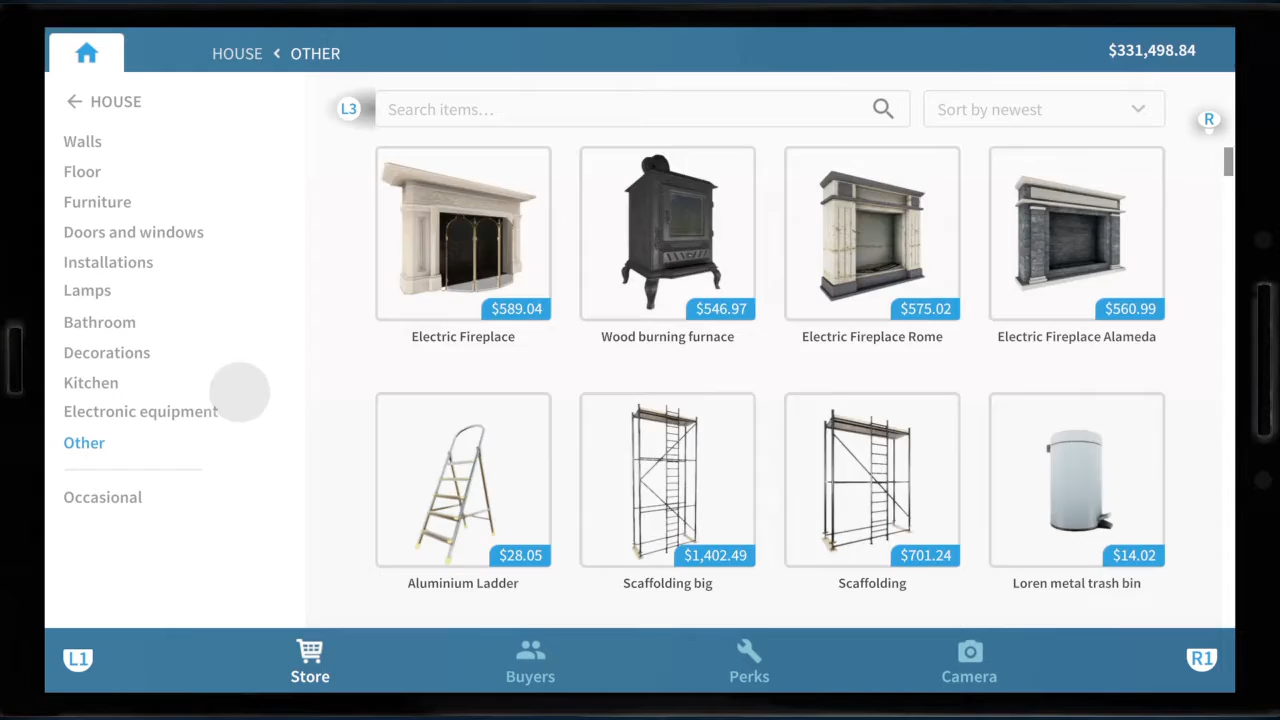 HOUSE < OTHER
$331,498.84
← HOUSE
Walls
Floor
Furniture
Doors and windows
Installations
Lamps
Bathroom
Decorations
Kitchen
Electronic equipment
Other
Occasional
L3
Search items...
Sort by newest
R
$589.04
$546.97
$575.02
$560.99
Electric Fireplace
Wood burning furnace
Electric Fireplace Rome
Electric Fireplace Alameda
$28.05
$1,402.49
$701.24
$14.02
Aluminium Ladder
Scaffolding big
Scaffolding
Loren metal trash bin
L1
Store
Buyers
Perks
Camera
R1